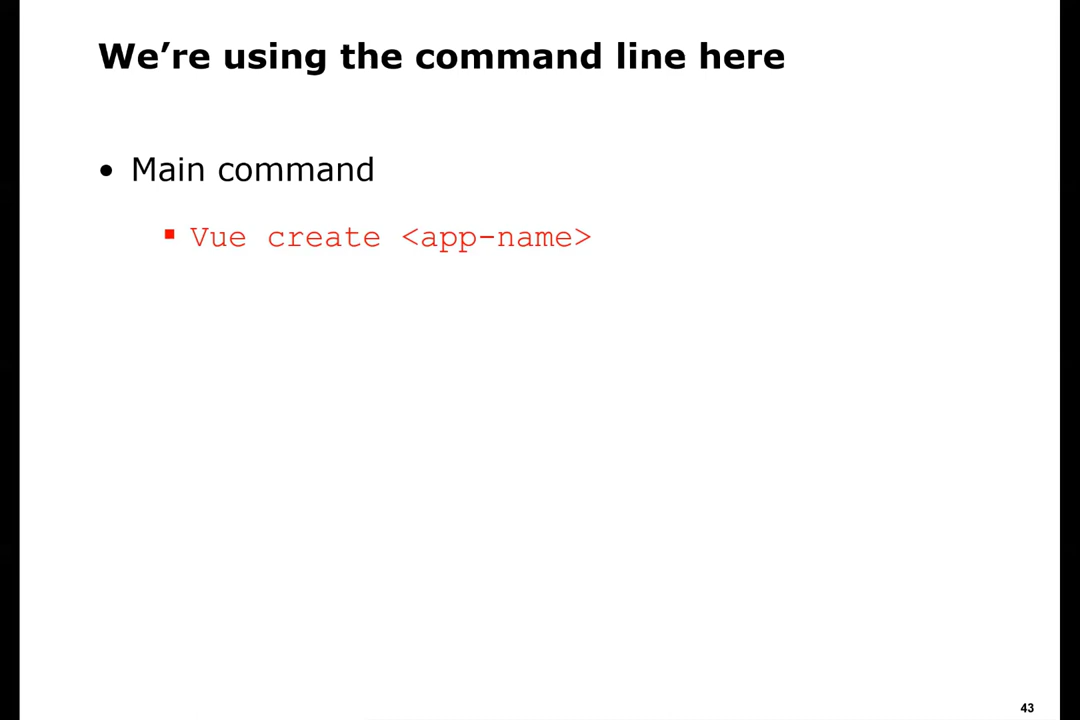 We’re using the command line here
• Main command
▪ Vue create <app-name>
43